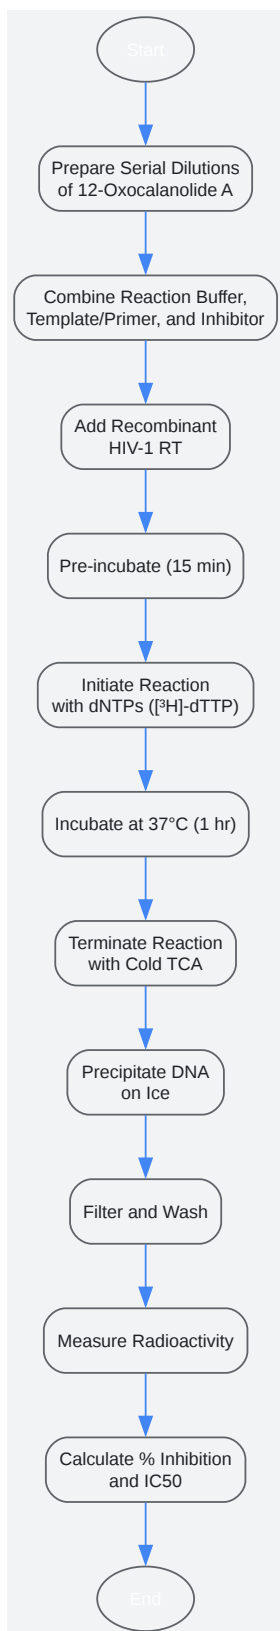 Start
Prepare Serial Dilutions
of 12-Oxocalanolide A
Combine Reaction Buffer,
Template/Primer, and Inhibitor
Add Recombinant
HIV-1 RT
Pre-incubate (15 min)
Initiate Reaction
with dNTPs ([³H]-dTTP)
Incubate at 37°C (1 hr)
Terminate Reaction
with Cold TCA
Precipitate DNA
on Ice
Filter and Wash
Measure Radioactivity
Calculate % Inhibition
and IC50
End